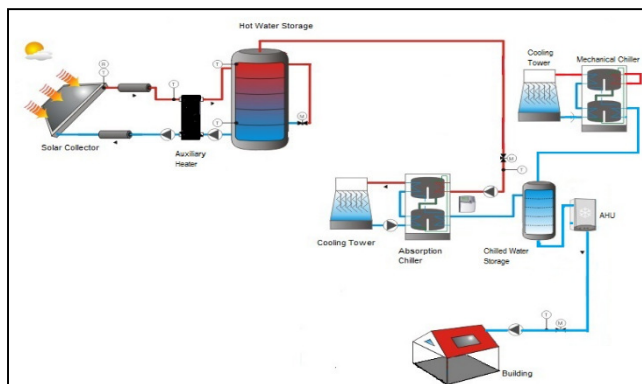 Hot Water Storage
Cooling
Tower
Mechanical Chiller
R
T
T
T
T
M
Solar Collector
Auxiliary
Heater
M
T
Cooling Tower
Absorption
Chiller
Chilled Water
Storage
AHU
T
M
Building